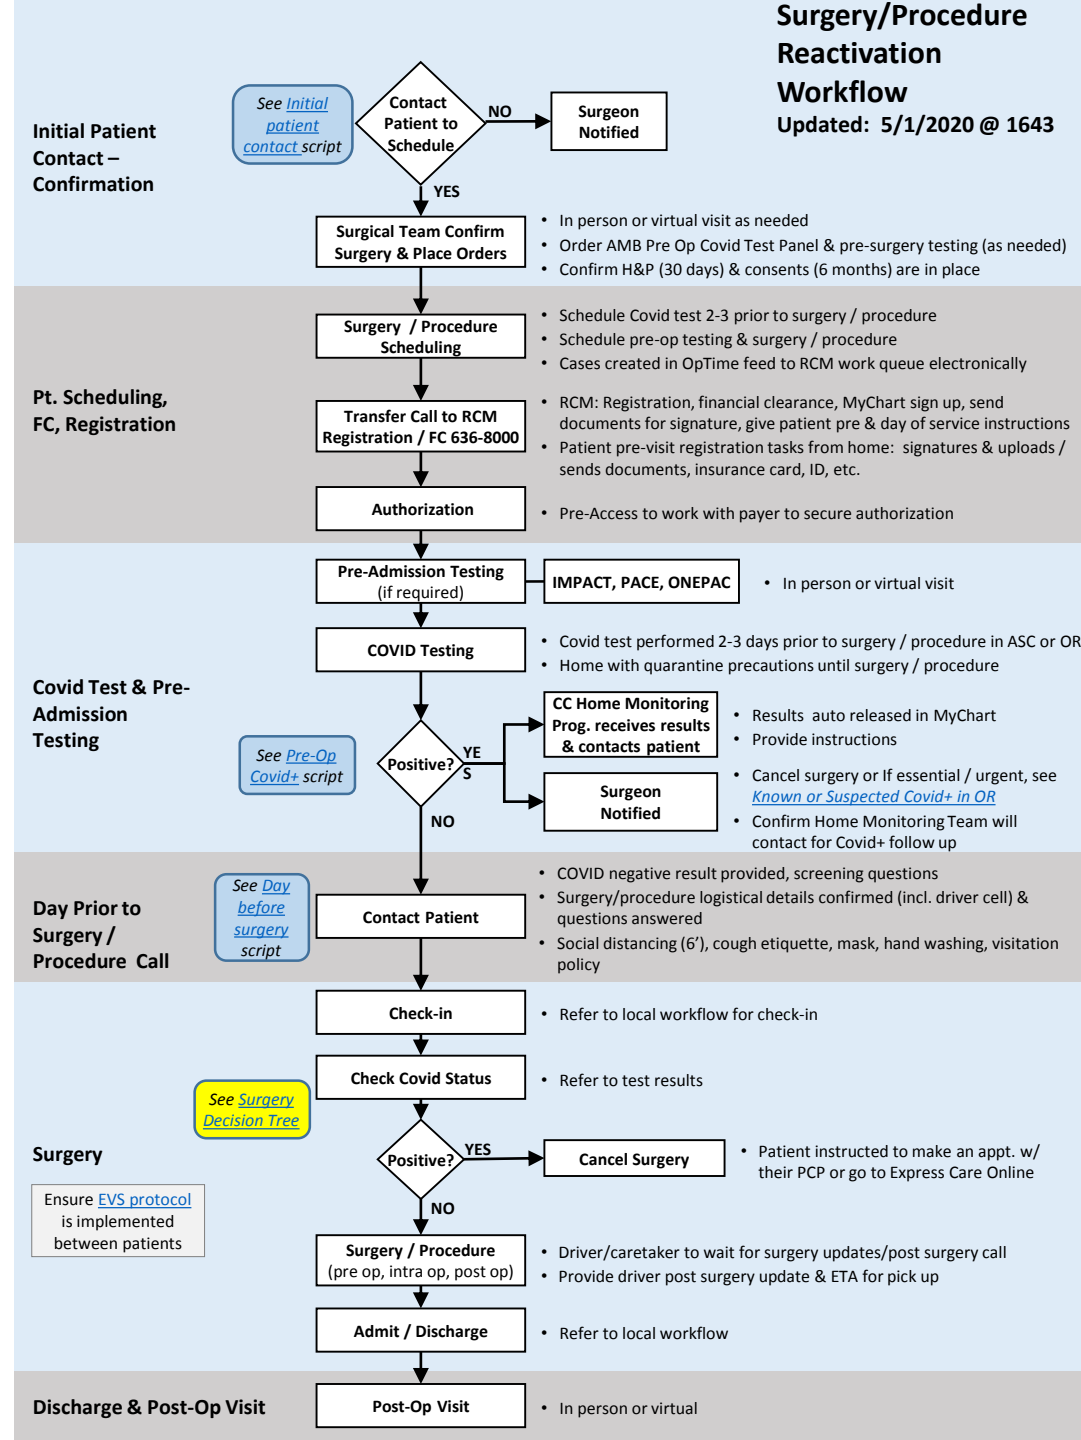 Surgery/Procedure
Reactivation
Workflow
Updated:  5/1/2020 @ 1643
Initial Patient
Contact –
Confirmation
See Initial
patient
contact script
Contact
Patient to
Schedule
NO
Surgeon
Notified
YES
Surgical Team Confirm
Surgery & Place Orders
• In person or virtual visit as needed
• Order AMB Pre Op Covid Test Panel & pre-surgery testing (as needed)
• Confirm H&P (30 days) & consents (6 months) are in place
Pt. Scheduling,
FC, Registration
Surgery / Procedure
Scheduling
• Schedule Covid test 2-3 prior to surgery / procedure
• Schedule pre-op testing & surgery / procedure
• Cases created in OpTime feed to RCM work queue electronically
Transfer Call to RCM
Registration / FC 636-8000
• RCM: Registration, financial clearance, MyChart sign up, send
documents for signature, give patient pre & day of service instructions
• Patient pre-visit registration tasks from home: signatures & uploads /
sends documents, insurance card, ID, etc.
Authorization
• Pre-Access to work with payer to secure authorization
Covid Test & Pre-
Admission
Testing
Pre-Admission Testing
(if required)
IMPACT, PACE, ONEPAC
• In person or virtual visit
COVID Testing
• Covid test performed 2-3 days prior to surgery / procedure in ASC or OR
• Home with quarantine precautions until surgery / procedure
See Pre-Op
Covid+ script
Positive?
YE
S
CC Home Monitoring
Prog. receives results
& contacts patient
• Results auto released in MyChart
• Provide instructions
Surgeon
Notified
• Cancel surgery or If essential / urgent, see
Known or Suspected Covid+ in OR
• Confirm Home Monitoring Team will
contact for Covid+ follow up
NO
Day Prior to
Surgery /
Procedure Call
See Day
before
surgery
script
Contact Patient
• COVID negative result provided, screening questions
• Surgery/procedure logistical details confirmed (incl. driver cell) &
questions answered
• Social distancing (6’), cough etiquette, mask, hand washing, visitation
policy
Surgery
Ensure EVS protocol
is implemented
between patients
Check-in
• Refer to local workflow for check-in
Check Covid Status
• Refer to test results
See Surgery
Decision Tree
Positive?
YES
Cancel Surgery
• Patient instructed to make an appt. w/
their PCP or go to Express Care Online
NO
Surgery / Procedure
(pre op, intra op, post op)
• Driver/caretaker to wait for surgery updates/post surgery call
• Provide driver post surgery update & ETA for pick up
Admit / Discharge
• Refer to local workflow
Discharge & Post-Op Visit
Post-Op Visit
• In person or virtual